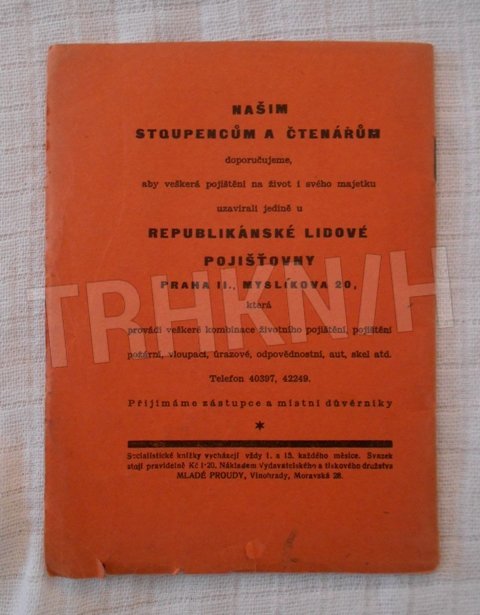 NAŠIM
STOUPENCŮM A ČTENÁŘŮM
doporučujeme,
aby veškerá pojištění na život i svého majetku
uzavírali jedině u
REPUBLIKÁNSKÉ LIDOVÉ
POJIŠŤOVNY
PRAHA II., MYSLÍKOVA 20,
která
provádí veškeré kombinace životního pojištění, pojištění
požární, vloupací, úrazové, odpovědnostní, aut, skel atd.
Telefon 40397, 42249.
Přijímáme zástupce a místní důvěrníky
Socialistické knížky vycházejí vždy 1. a 15. každého měsíce. Svazek
stojí pravidelně Kč 1·20. Nákladem Vydavatelského a tiskového družstva
MLADÉ PROUDY, Vinohrady, Moravská 28.
TRHKNIH